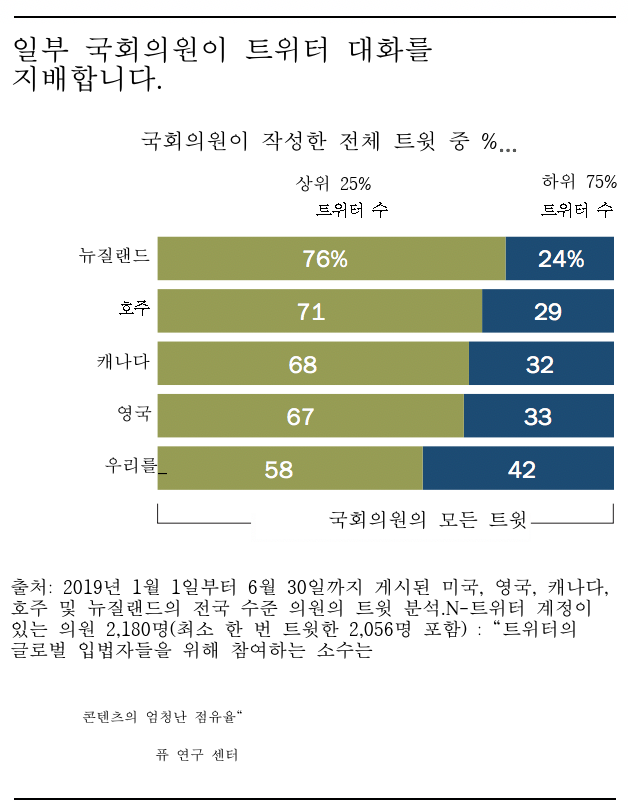 일부 국회의원이 트위터 대화를
지배합니다.
국회의원이 작성한 전체 트윗 중 %...
상위 25%
트위터 수
하위 75%
트위터 수
뉴질랜드 76% 24%
호주 71 29
캐나다 68 32
영국 67 33
우리를_ 58 42
국회의원의 모든 트윗
출처: 2019년 1월 1일부터 6월 30일까지 게시된 미국, 영국, 캐나다,
호주 및 뉴질랜드의 전국 수준 의원의 트윗 분석.N-트위터 계정이
있는 의원 2,180명(최소 한 번 트윗한 2,056명 포함) : “트위터의
글로벌 입법자들을 위해 참여하는 소수는
콘텐츠의 엄청난 점유율“
퓨 연구 센터